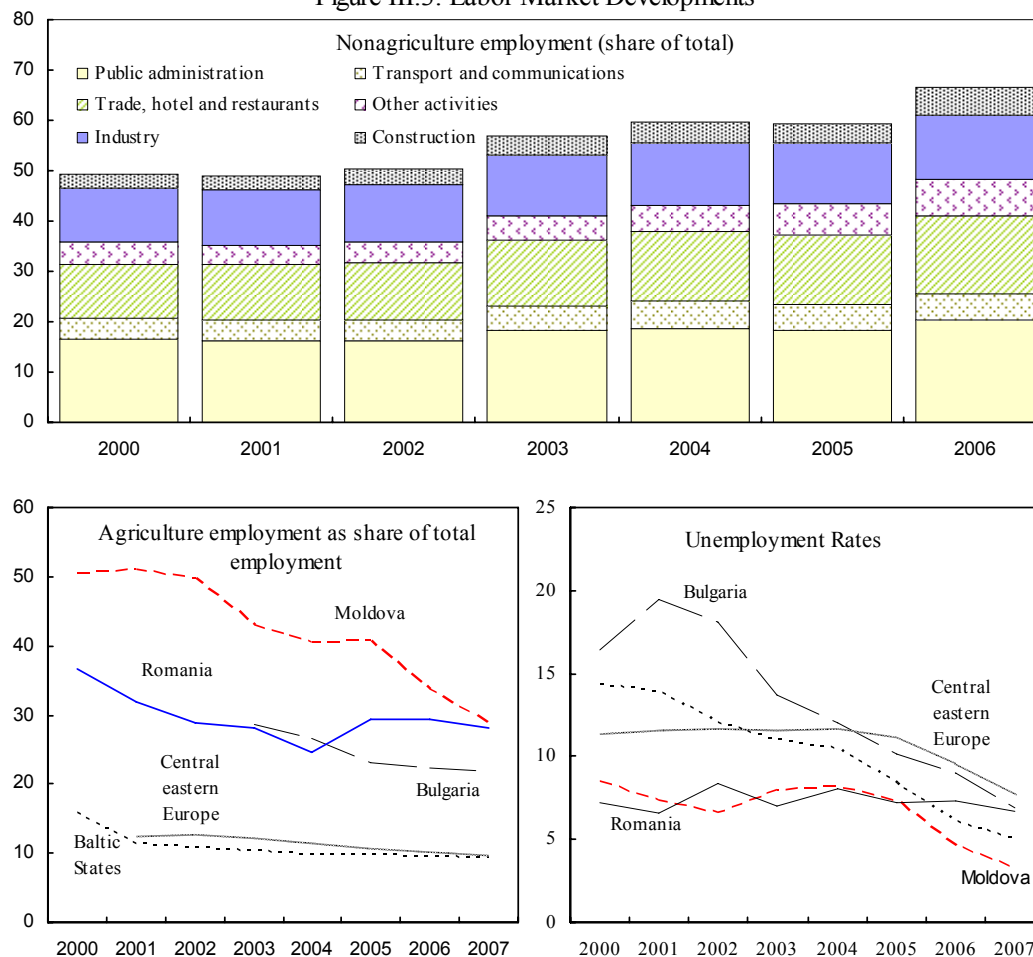 Figure III.3. Labor Market Developments
80
70
60
50
40
30
20
10
0
Nonagriculture employment (share of total)
Public administration
Transport and communications
Trade, hotel and restaurants
Other activities
Industry
Construction
2000 2001 2002 2003 2004 2005 2006
60
50
40
30
20
10
0
Agriculture employment as share of total
employment
Moldova
Romania
Central
eastern
Europe
Bulgaria
Baltic
States
2000 2001 2002 2003 2004 2005 2006 2007
25
20
15
10
5
0
Unemployment Rates
Bulgaria
Central
eastern
Europe
Romania
Moldova
2000 2001 2002 2003 2004 2005 2006 2007